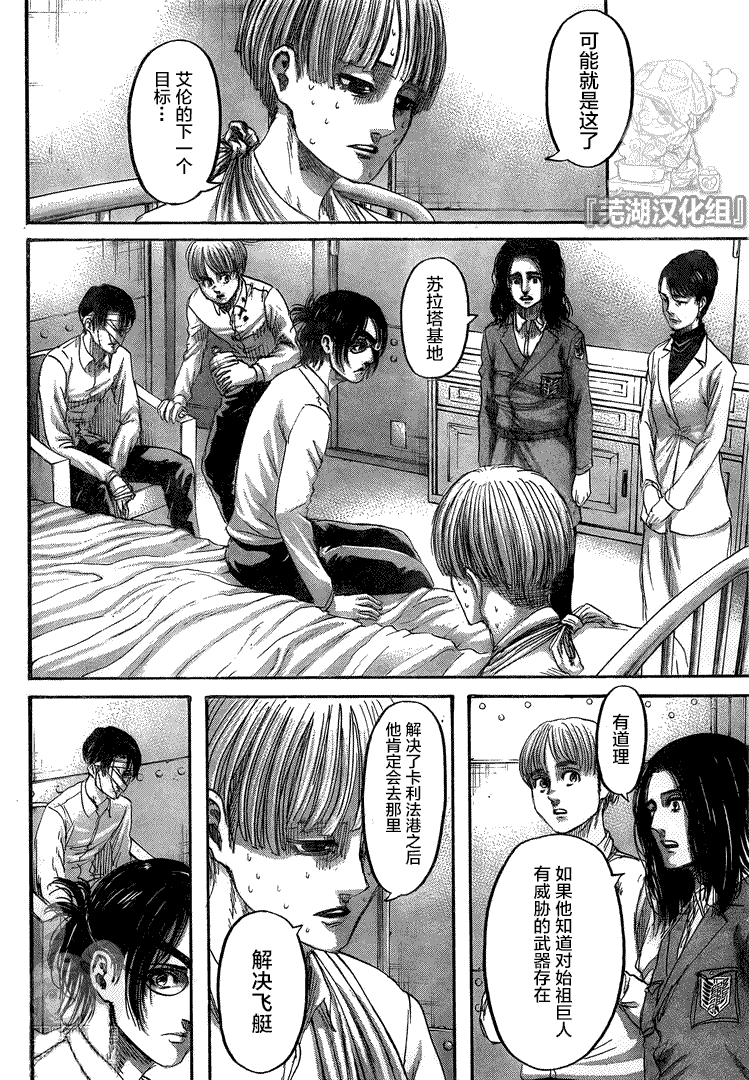 可能就是这了
艾伦的下一个
目标…
『芜湖汉化组』
苏拉塔基地
有道理
如果他知道对始祖巨人
有威胁的武器存在
解决了卡利法港之后
他肯定会去那里
解决飞艇